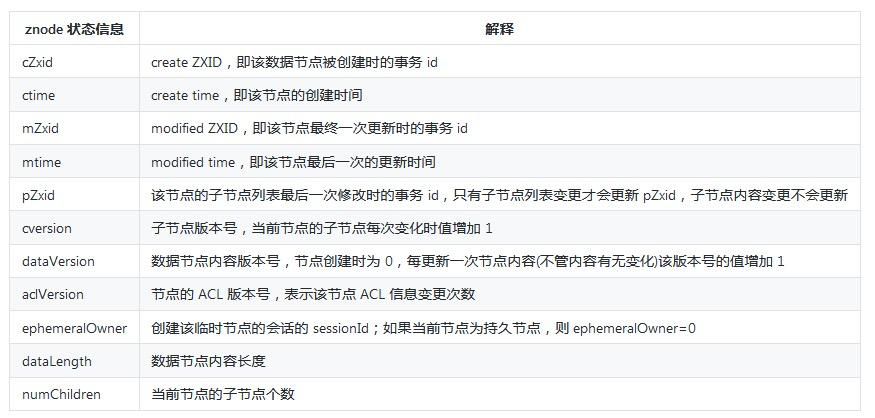 znode 状态信息 解释
cZxid create ZXID，即该数据节点被创建时的事务 id
ctime create time，即该节点的创建时间
mZxid modified ZXID，即该节点最终一次更新时的事务 id
mtime modified time，即该节点最后一次的更新时间
pZxid 该节点的子节点列表最后一次修改时的事务 id，只有子节点列表变更才会更新 pZxid，子节点内容变更不会更新
cversion 子节点版本号，当前节点的子节点每次变化时值增加 1
dataVersion 数据节点内容版本号，节点创建时为 0，每更新一次节点内容(不管内容有无变化)该版本号的值增加 1
aclVersion 节点的 ACL 版本号，表示该节点 ACL 信息变更次数
ephemeralOwner 创建该临时节点的会话的 sessionId；如果当前节点为持久节点，则 ephemeralOwner=0
dataLength 数据节点内容长度
numChildren 当前节点的子节点个数